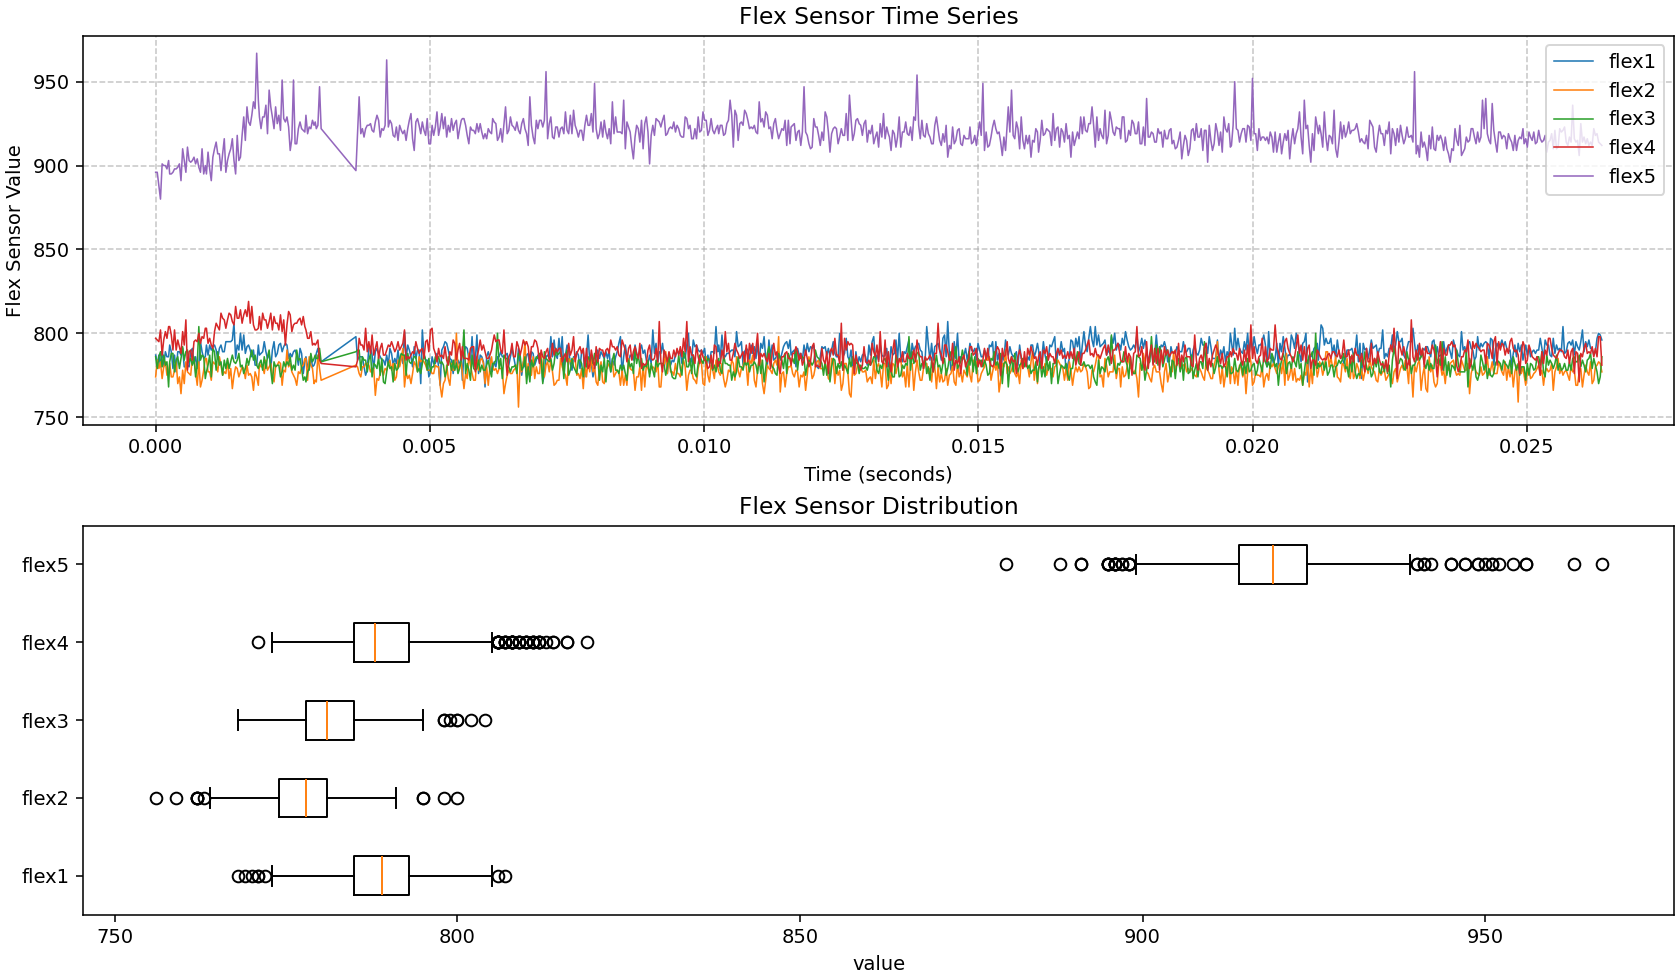 Flex Sensor Time Series
Flex Sensor Value
950
900
850
800
750
flex1
flex2
flex3
flex4
flex5
0.000 0.005 0.010 0.015 0.020 0.025
Time (seconds)
Flex Sensor Distribution
flex5
flex4
flex3
flex2
flex1
750 800 850 900 950
value